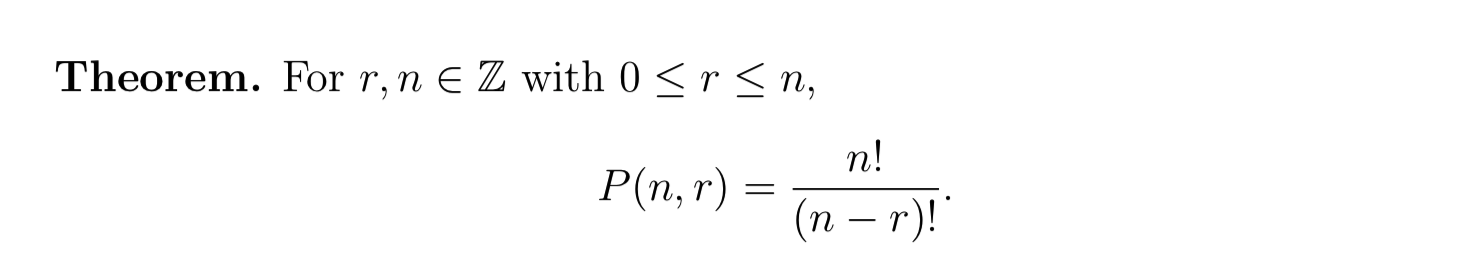 Theorem. For r, n ∈ ℤ with 0 ≤ r ≤ n,
P(n, r) = n! / (n − r)!.